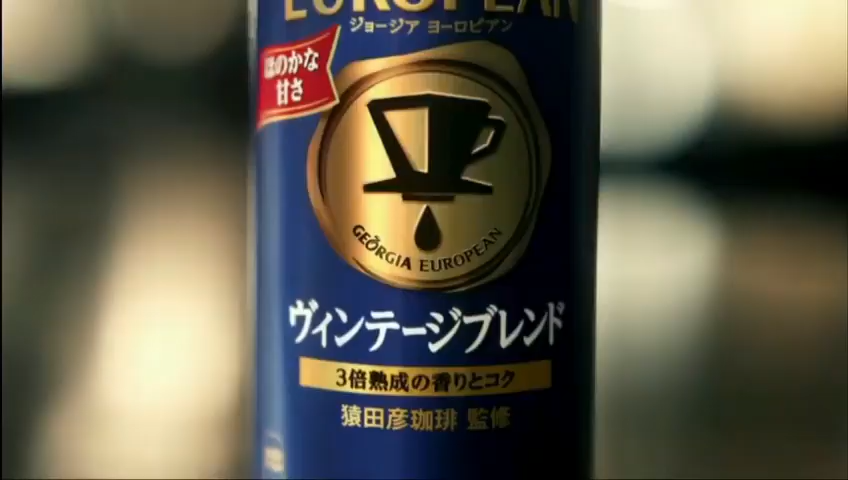 EUROPEAN
ジョージア ヨーロピアン
ほのかな
甘さ
GEORGIA EUROPEAN
ヴィンテージブレンド
3倍熟成の香りとコク
猿田彦珈琲 監修